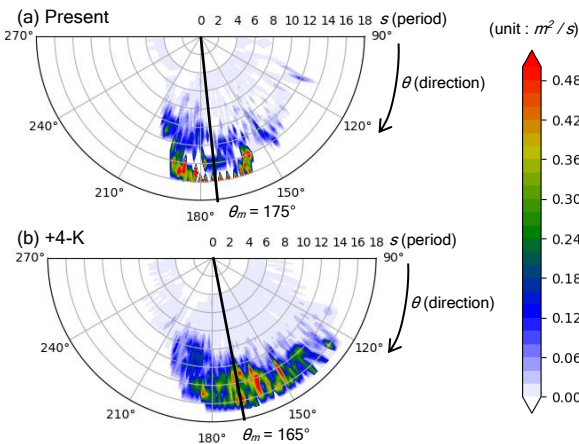 (a) Present
0 2 4 6 8 10 12 14 16 18 s (period)
(unit : m²/s)
270°
90°
θ (direction)
240°
120°
210°
150°
180°
θm = 175°
(b) +4-K
0 2 4 6 8 10 12 14 16 18 s (period)
270°
90°
θ (direction)
240°
120°
210°
150°
180°
θm = 165°
0.48
0.42
0.36
0.30
0.24
0.18
0.12
0.06
0.00